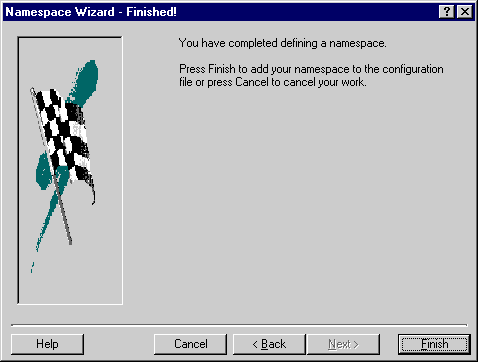 Namespace Wizard - Finished!
You have completed defining a namespace.
Press Finish to add your namespace to the configuration
file or press Cancel to cancel your work.
Help
Cancel
< Back
Next >
Finish